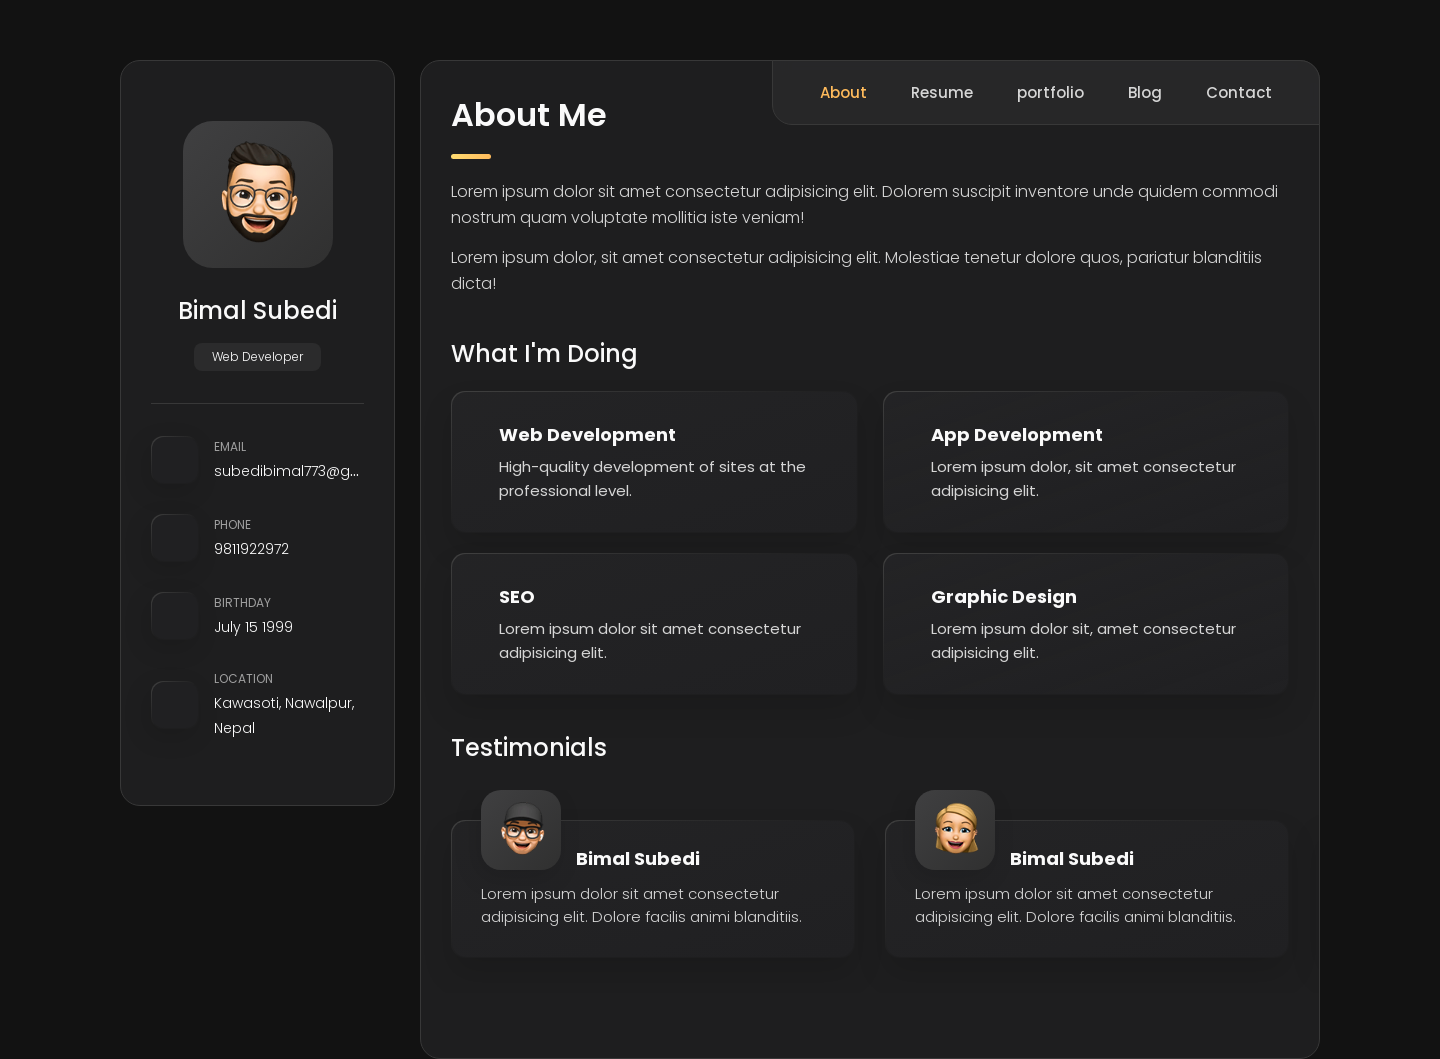 Bimal Subedi
Web Developer
EMAIL
subedibimal773@g...
PHONE
9811922972
BIRTHDAY
July 15 1999
LOCATION
Kawasoti, Nawalpur,
Nepal
About Resume portfolio Blog Contact
About Me
Lorem ipsum dolor sit amet consectetur adipisicing elit. Dolorem suscipit inventore unde quidem commodi
nostrum quam voluptate mollitia iste veniam!
Lorem ipsum dolor, sit amet consectetur adipisicing elit. Molestiae tenetur dolore quos, pariatur blanditiis
dicta!
What I'm Doing
Web Development
High-quality development of sites at the
professional level.
App Development
Lorem ipsum dolor, sit amet consectetur
adipisicing elit.
SEO
Lorem ipsum dolor sit amet consectetur
adipisicing elit.
Graphic Design
Lorem ipsum dolor sit, amet consectetur
adipisicing elit.
Testimonials
Bimal Subedi
Lorem ipsum dolor sit amet consectetur
adipisicing elit. Dolore facilis animi blanditiis.
Bimal Subedi
Lorem ipsum dolor sit amet consectetur
adipisicing elit. Dolore facilis animi blanditiis.